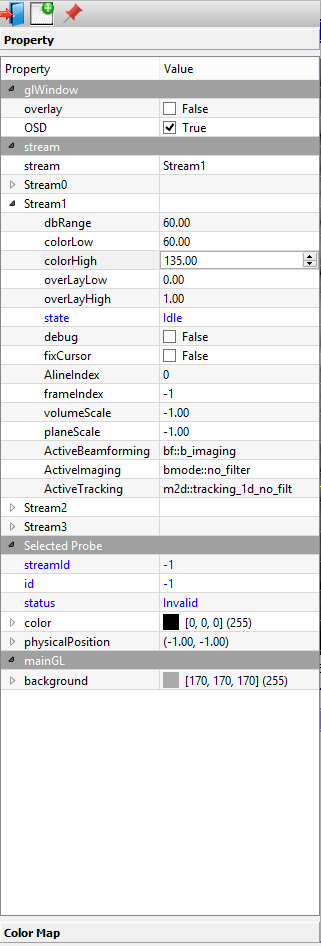 Property
Property Value
glWindow
overlay False
OSD True
stream
stream Stream1
Stream0
Stream1
dbRange 60.00
colorLow 60.00
colorHigh 135.00
overLayLow 0.00
overLayHigh 1.00
state Idle
debug False
fixCursor False
AlineIndex 0
frameIndex -1
volumeScale -1.00
planeScale -1.00
ActiveBeamforming bf::b_imaging
ActiveImaging bmode::no_filter
ActiveTracking m2d::tracking_1d_no_filt
Stream2
Stream3
Selected Probe
streamId -1
id -1
status Invalid
color [0, 0, 0] (255)
physicalPosition (-1.00, -1.00)
mainGL
background [170, 170, 170] (255)
Color Map